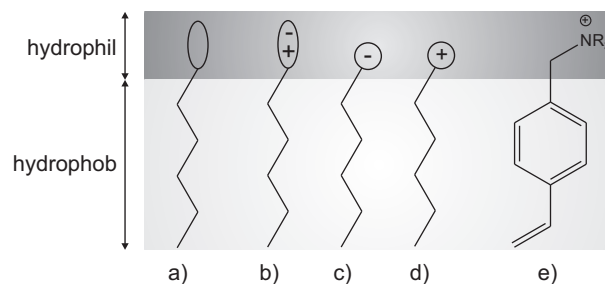 hydrophil
hydrophob
-
+
-
+
⊕
NR
a)
b)
c)
d)
e)